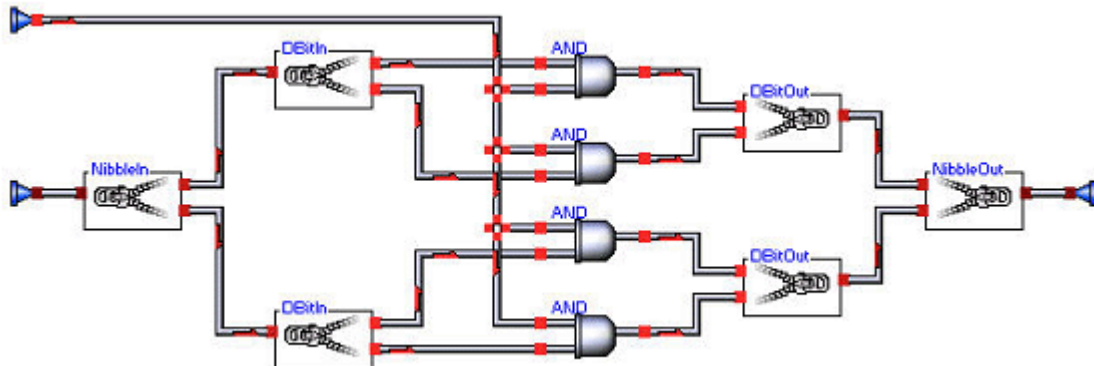 DBitIn
AND
DBitOut
AND
NibbleIn
NibbleOut
AND
DBitOut
DBitIn
AND